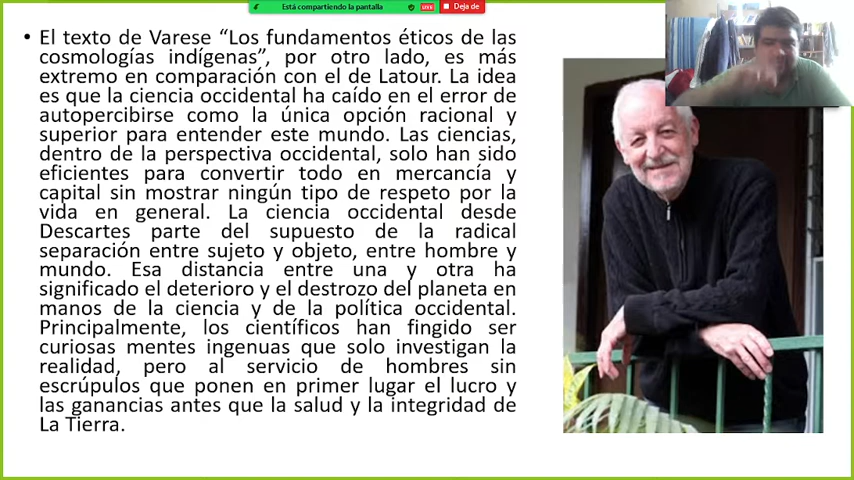 Está compartiendo la pantalla
LIVE
Deja de
• El texto de Varese “Los fundamentos éticos de las
cosmologías indígenas”, por otro lado, es más
extremo en comparación con el de Latour. La idea
es que la ciencia occidental ha caído en el error de
autopercibirse como la única opción racional y
superior para entender este mundo. Las ciencias,
dentro de la perspectiva occidental, solo han sido
eficientes para convertir todo en mercancía y
capital sin mostrar ningún tipo de respeto por la
vida en general. La ciencia occidental desde
Descartes parte del supuesto de la radical
separación entre sujeto y objeto, entre hombre y
mundo. Esa distancia entre una y otra ha
significado el deterioro y el destrozo del planeta en
manos de la ciencia y de la política occidental.
Principalmente, los científicos han fingido ser
curiosas mentes ingenuas que solo investigan la
realidad, pero al servicio de hombres sin
escrúpulos que ponen en primer lugar el lucro y
las ganancias antes que la salud y la integridad de
La Tierra.